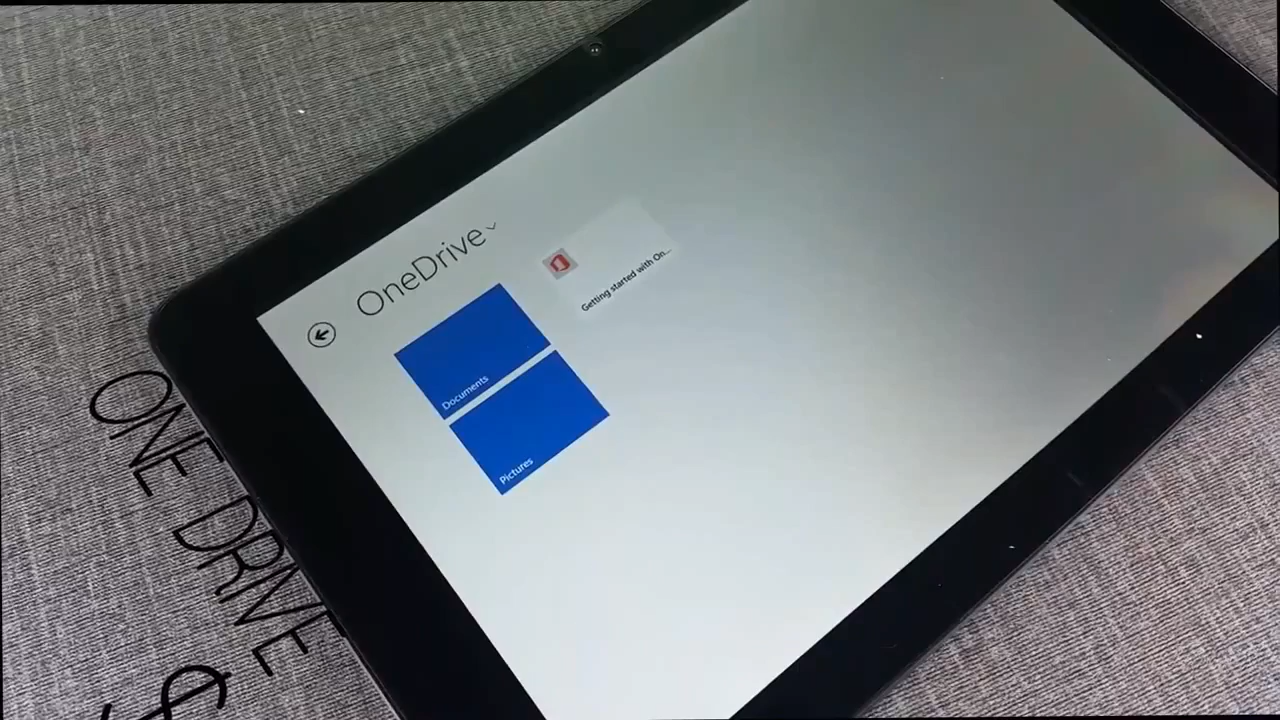 OneDrive
Getting started with On...
Documents
Pictures
ONE DRIVE